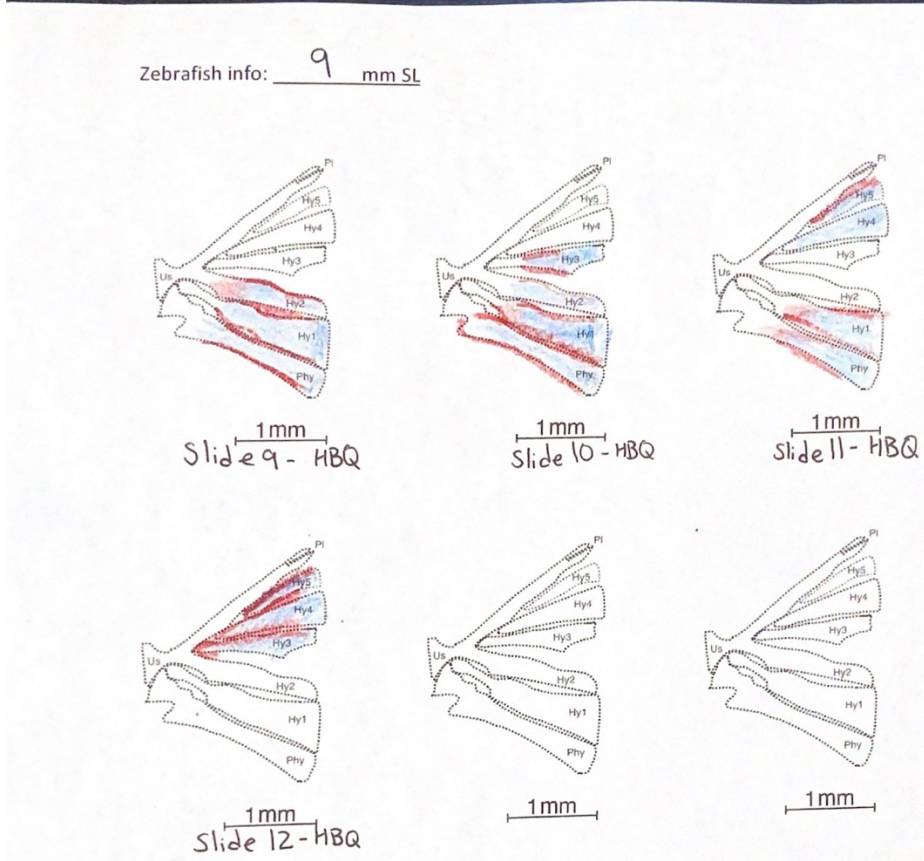 Zebrafish info: 9 mm SL
Pl
Hy5
Hy4
Hy3
Us
Hy2
Hy1
Phy
1mm
Slide 9 - HBQ
Pl
Hy5
Hy4
Hy3
Us
Hy2
Hy1
Phy
1mm
Slide 10 - HBQ
Pl
Hy5
Hy4
Hy3
Us
Hy2
Hy1
Phy
1mm
Slide 11 - HBQ
Pl
Hy5
Hy4
Hy3
Us
Hy2
Hy1
Phy
1mm
Slide 12 - HBQ
Pl
Hy5
Hy4
Hy3
Us
Hy2
Hy1
Phy
1mm
Pl
Hy5
Hy4
Hy3
Us
Hy2
Hy1
Phy
1mm